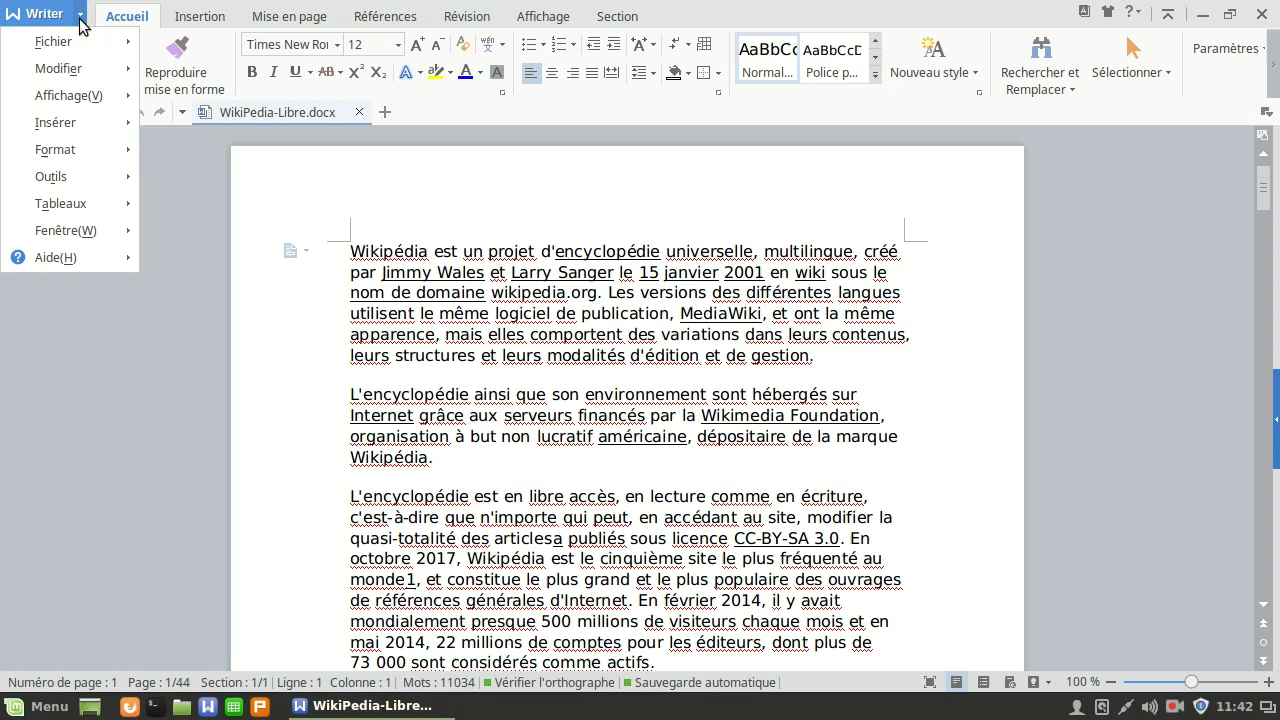 Writer
Accueil Insertion Mise en page Références Révision Affichage Section
Fichier
Modifier
Affichage(V)
Insérer
Format
Outils
Tableaux
Fenêtre(W)
Aide(H)
Reproduire
mise en forme
Times New Ro 12
B I U AB X² X₂ A A A
AaBbCc AaBbCcD
Normal... Police p...
Nouveau style
Rechercher et
Remplacer
Sélectionner
Paramètres
WikiPedia-Libre.docx
Wikipédia est un projet d'encyclopédie universelle, multilingue, créé
par Jimmy Wales et Larry Sanger le 15 janvier 2001 en wiki sous le
nom de domaine wikipedia.org. Les versions des différentes langues
utilisent le même logiciel de publication, MediaWiki, et ont la même
apparence, mais elles comportent des variations dans leurs contenus,
leurs structures et leurs modalités d'édition et de gestion.
L'encyclopédie ainsi que son environnement sont hébergés sur
Internet grâce aux serveurs financés par la Wikimedia Foundation,
organisation à but non lucratif américaine, dépositaire de la marque
Wikipédia.
L'encyclopédie est en libre accès, en lecture comme en écriture,
c'est-à-dire que n'importe qui peut, en accédant au site, modifier la
quasi-totalité des articlesa publiés sous licence CC-BY-SA 3.0. En
octobre 2017, Wikipédia est le cinquième site le plus fréquenté au
monde1, et constitue le plus grand et le plus populaire des ouvrages
de références générales d'Internet. En février 2014, il y avait
mondialement presque 500 millions de visiteurs chaque mois et en
mai 2014, 22 millions de comptes pour les éditeurs, dont plus de
73 000 sont considérés comme actifs.
Numéro de page : 1 Page : 1/44 Section : 1/1 Ligne : 1 Colonne : 1 Mots : 11034 Vérifier l'orthographe Sauvegarde automatique 100 %
Menu WikiPedia-Libre... 11:42